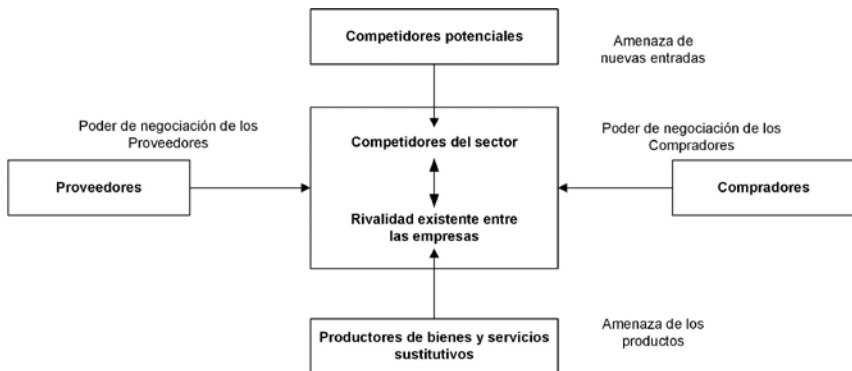 Competidores potenciales
Amenaza de
nuevas entradas
Poder de negociación de los
Proveedores
Competidores del sector
Poder de negociación de los
Compradores
Proveedores
Compradores
Rivalidad existente entre
las empresas
Productores de bienes y servicios
sustitutivos
Amenaza de los
productos